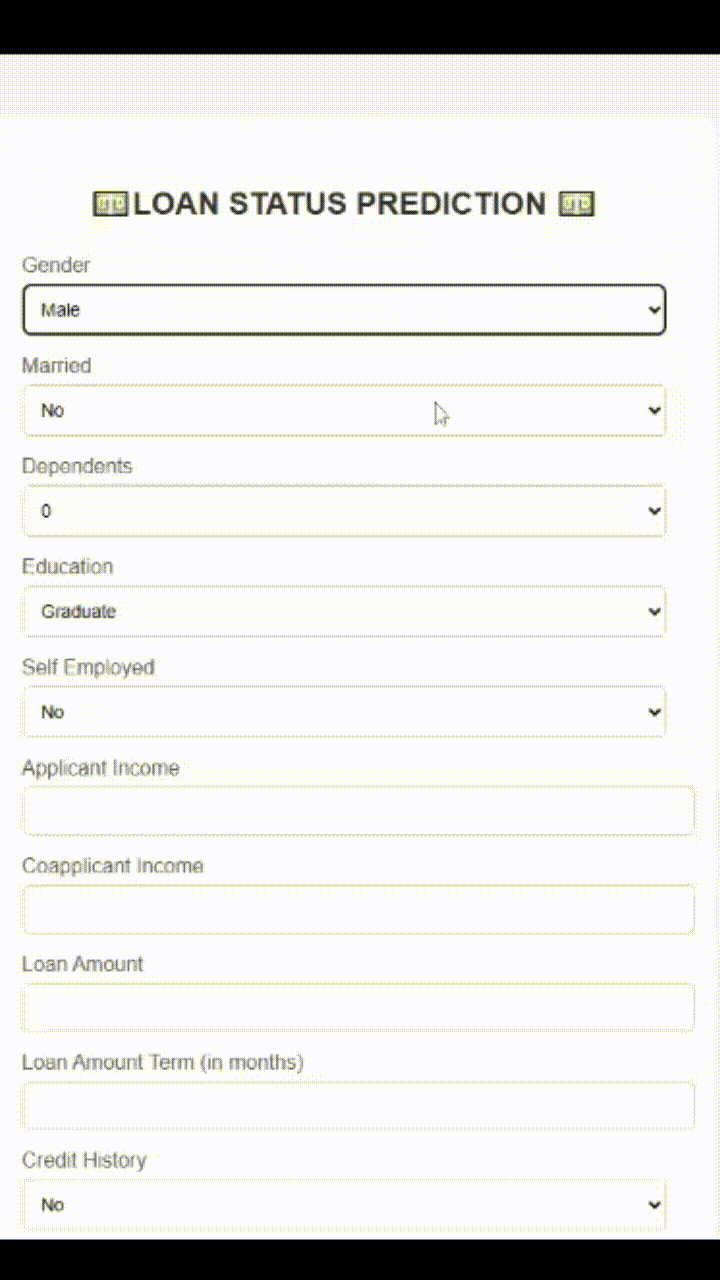 LOAN STATUS PREDICTION
Gender
Male
Married
No
Dependents
0
Education
Graduate
Self Employed
No
Applicant Income
Coapplicant Income
Loan Amount
Loan Amount Term (in months)
Credit History
No